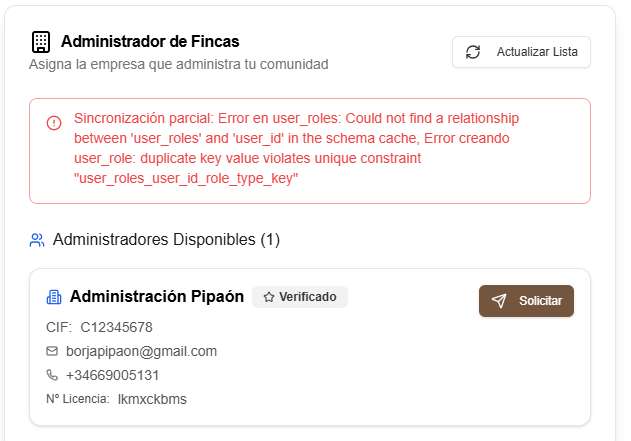 Administrador de Fincas
Asigna la empresa que administra tu comunidad
Actualizar Lista
Sincronización parcial: Error en user_roles: Could not find a relationship
between 'user_roles' and 'user_id' in the schema cache, Error creando
user_role: duplicate key value violates unique constraint
"user_roles_user_id_role_type_key"
Administradores Disponibles (1)
Administración Pipaón
Verificado
Solicitar
CIF: C12345678
borjapipaon@gmail.com
+34669005131
Nº Licencia: lkmxckbms